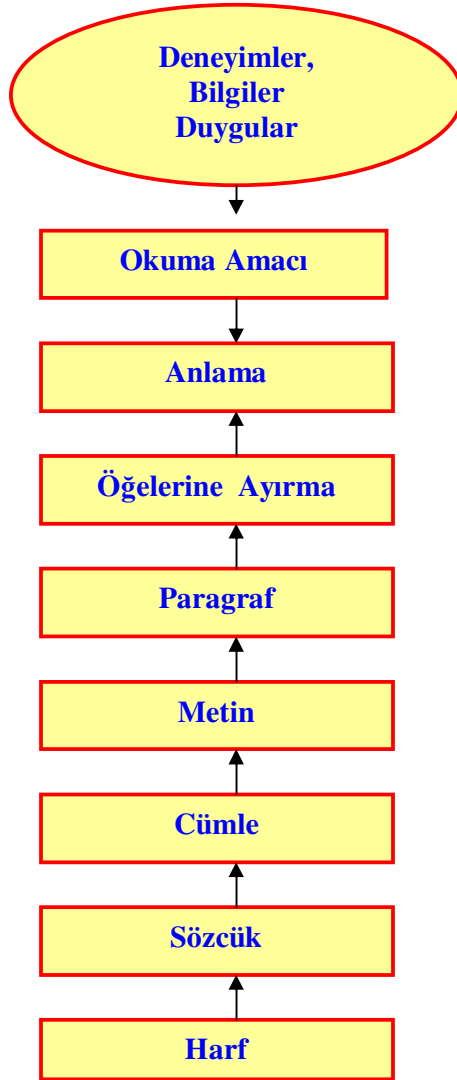 Deneyimler,
Bilgiler
Duygular
Okuma Amacı
Anlama
Öğelerine Ayırma
Paragraf
Metin
Cümle
Sözcük
Harf